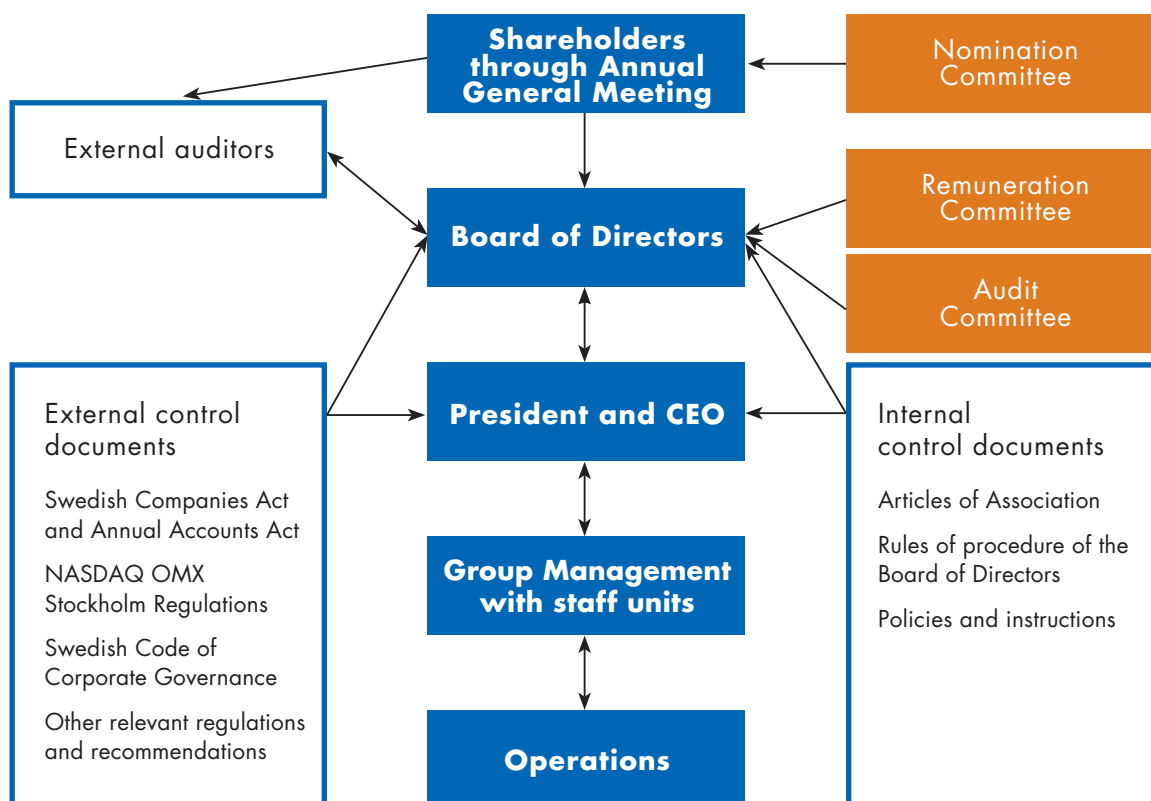 Shareholders
through Annual
General Meeting
Nomination
Committee
External auditors
Remuneration
Committee
Board of Directors
Audit
Committee
External control
documents
Swedish Companies Act
and Annual Accounts Act
NASDAQ OMX
Stockholm Regulations
Swedish Code of
Corporate Governance
Other relevant regulations
and recommendations
President and CEO
Group Management
with staff units
Operations
Internal
control documents
Articles of Association
Rules of procedure of the
Board of Directors
Policies and instructions